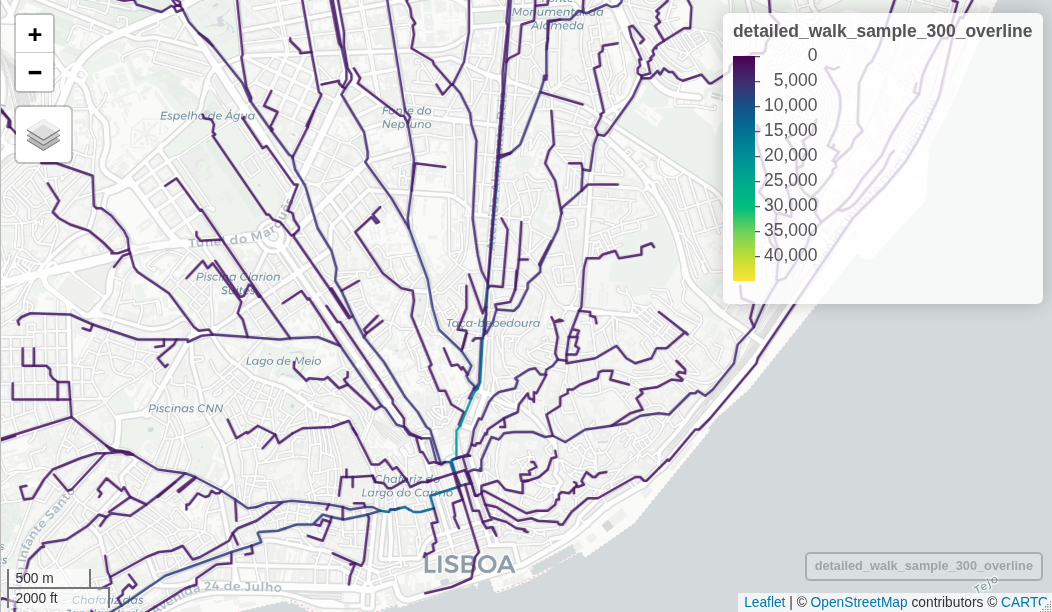 +
−
Monumental da
Alameda
detailed_walk_sample_300_overline
0
5,000
10,000
15,000
20,000
25,000
30,000
35,000
40,000
Espelho de Água
Fonte do
Neptuno
Túnel do Marquês
Piscina Clarion
Suites
Taça-bebedoura
Lago de Meio
Piscinas CNN
Chafariz do
Largo do Carmo
Infante Santo
LISBOA
detailed_walk_sample_300_overline
500 m
2000 ft
Chafariz das
Avenida 24 de Julho
Tejo
Leaflet | © OpenStreetMap contributors © CARTO